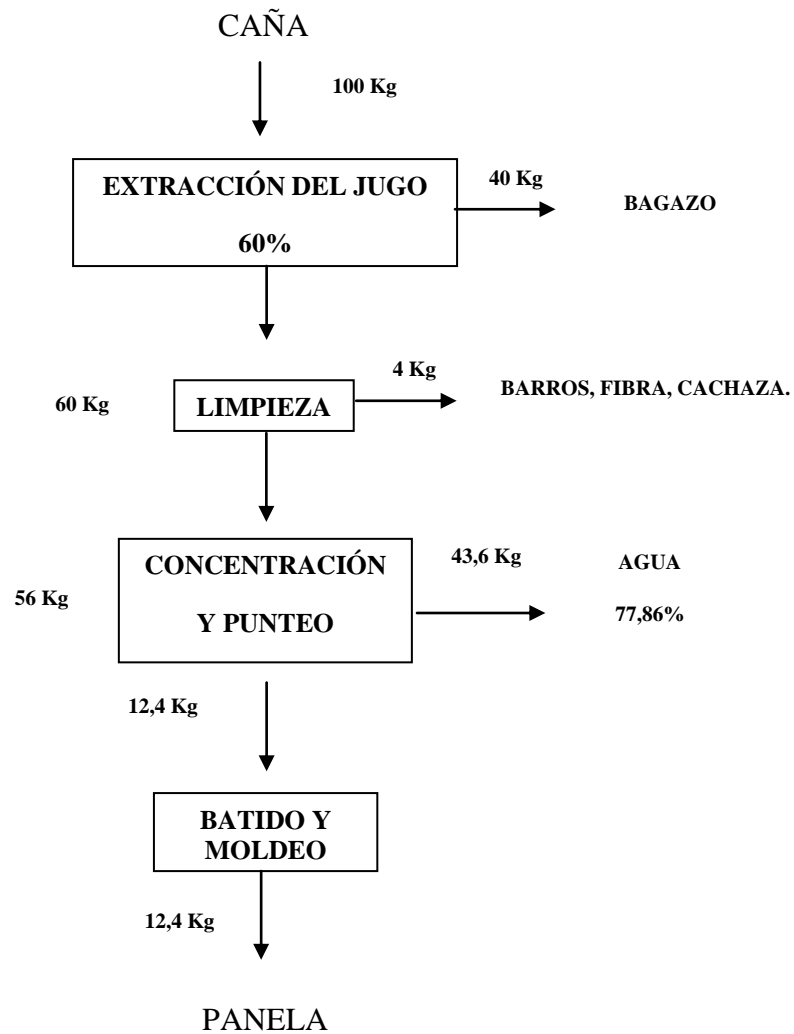 CAÑA
100 Kg
EXTRACCIÓN DEL JUGO
60%
40 Kg
BAGAZO
60 Kg
LIMPIEZA
4 Kg
BARROS, FIBRA, CACHAZA.
56 Kg
CONCENTRACIÓN
Y PUNTEO
43,6 Kg
AGUA
77,86%
12,4 Kg
BATIDO Y
MOLDEO
12,4 Kg
PANELA